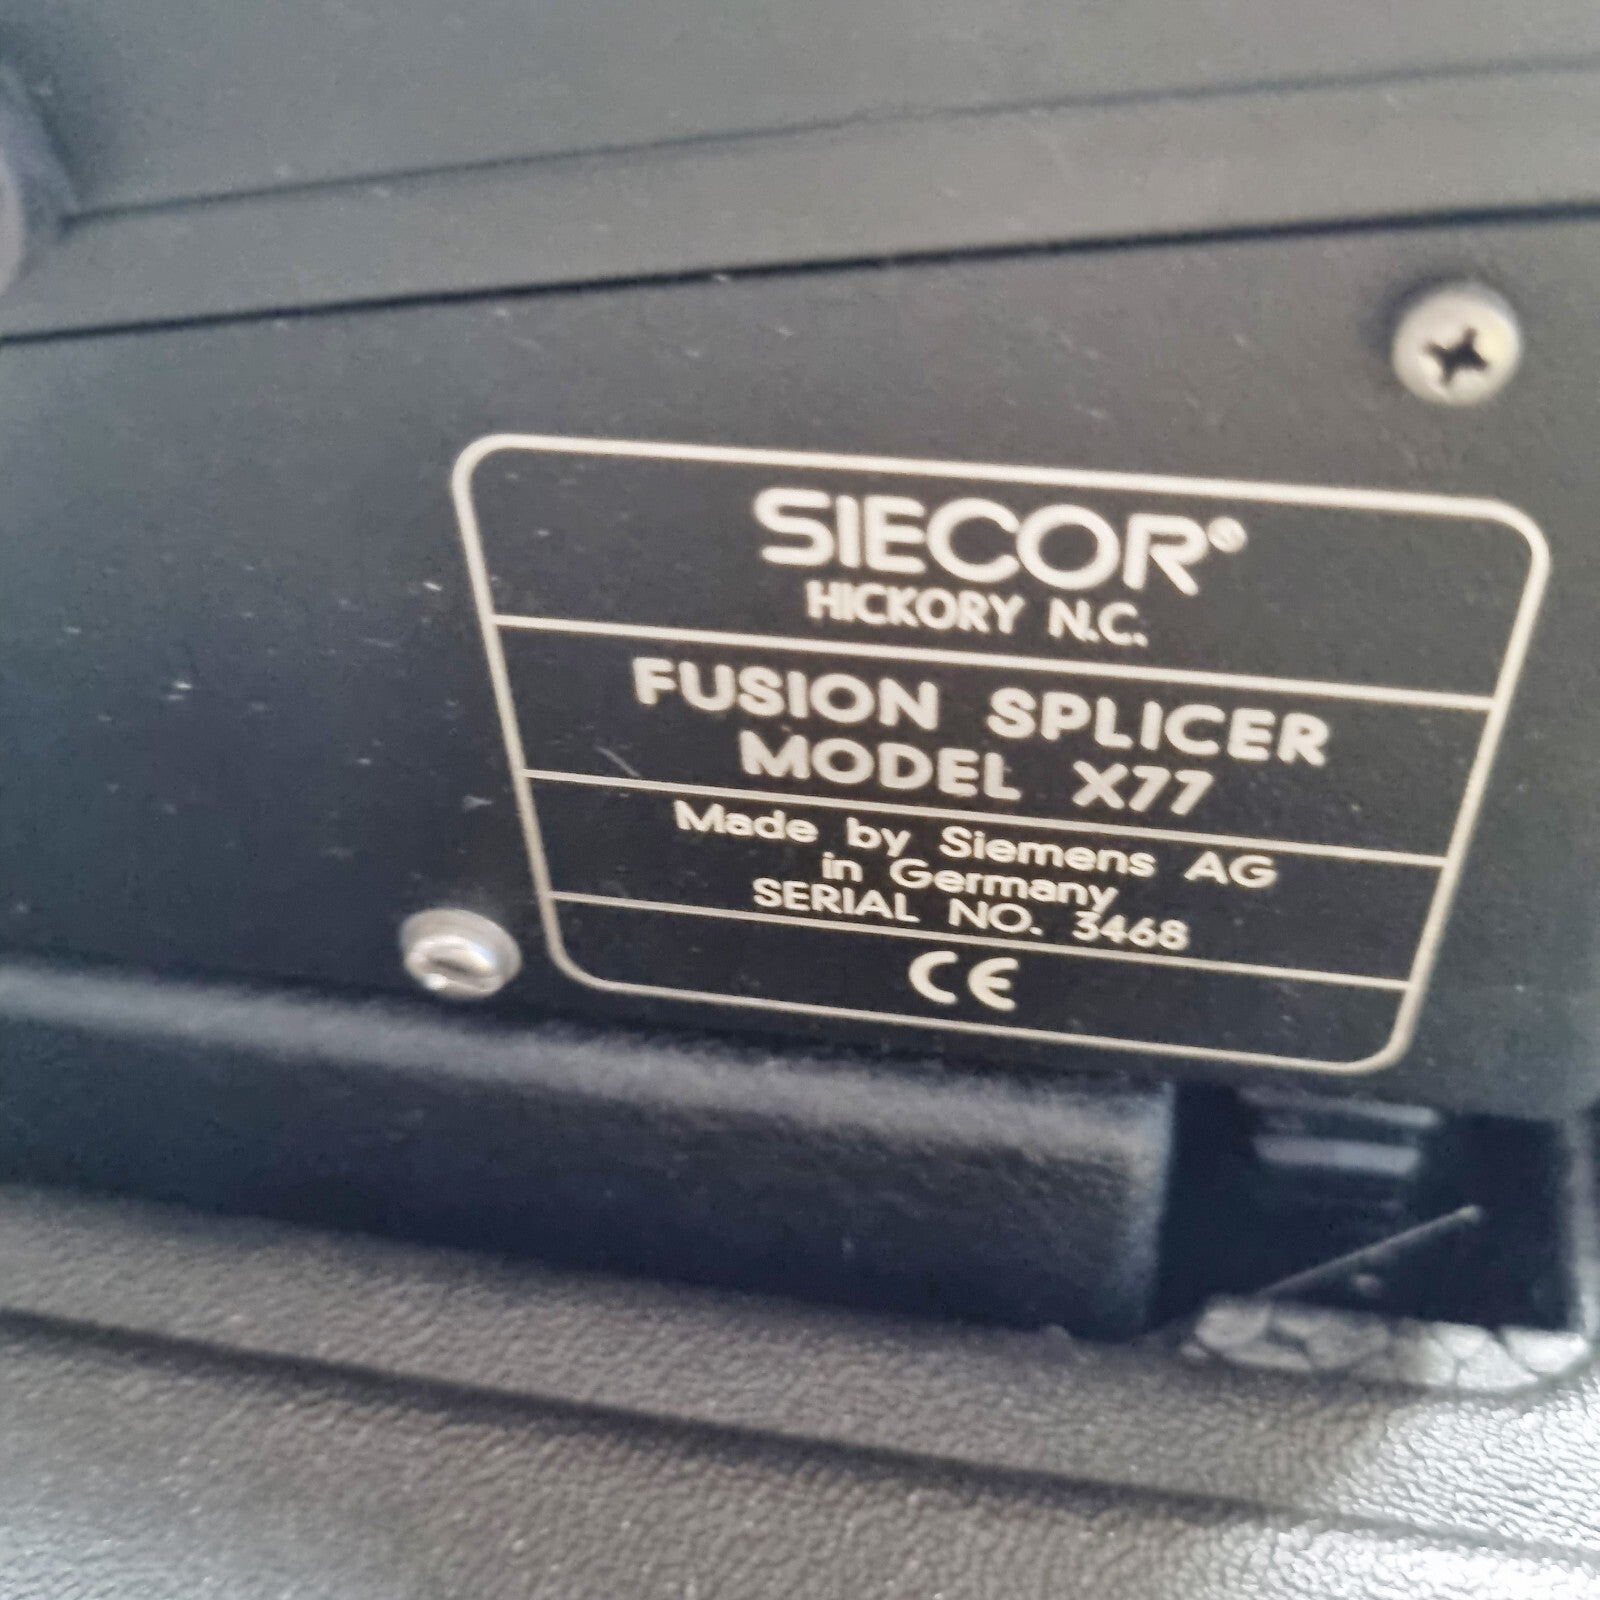 SIECOR®
HICKORY N.C.
FUSION SPLICER
MODEL X77
Made by Siemens AG
in Germany
SERIAL NO. 3468
CE